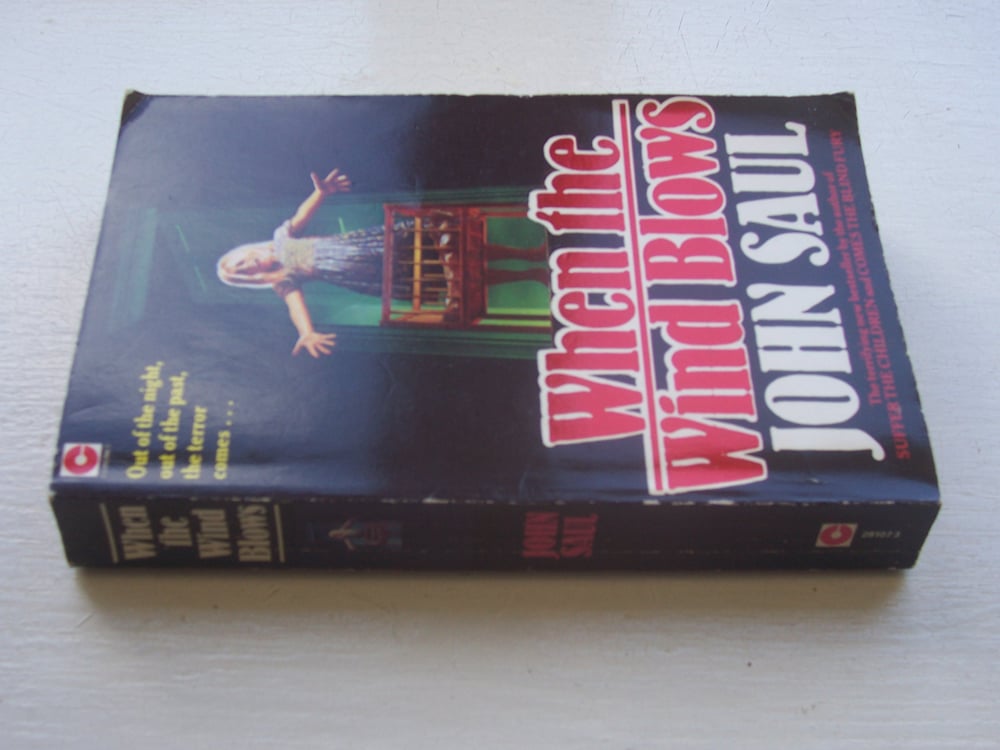 Out of the night,
out of the past,
the terror
comes . . .
When the
Wind Blows
JOHN SAUL
The terrifying new bestseller by the author of
SUFFER THE CHILDREN and COMES THE BLIND FURY
When
the
Wind
Blows
JOHN
SAUL
28107 3